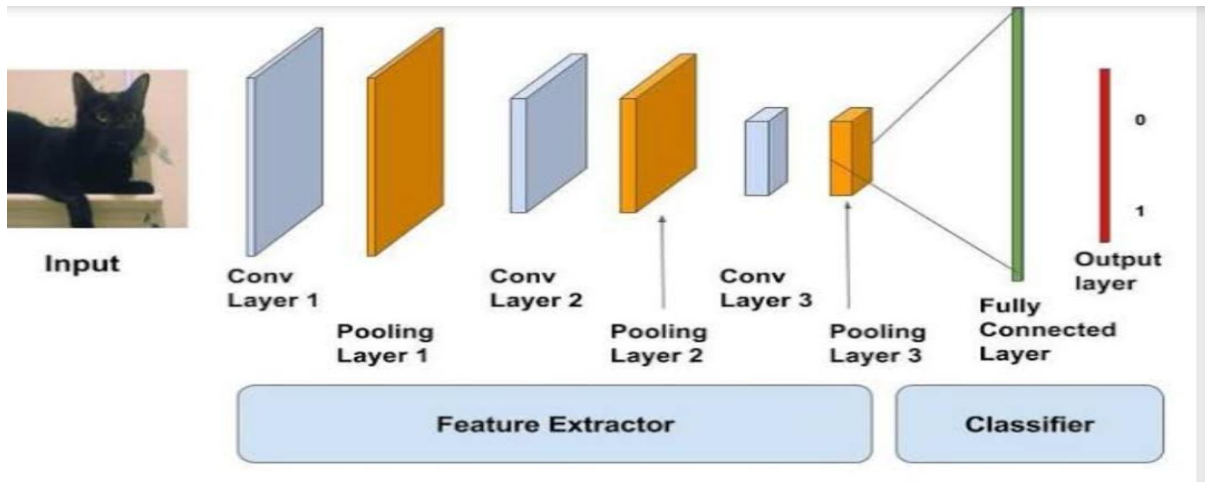 Input
Conv
Layer 1
Pooling
Layer 1
Conv
Layer 2
Pooling
Layer 2
Conv
Layer 3
Pooling
Layer 3
Fully
Connected
Layer
0
1
Output
layer
Feature Extractor
Classifier